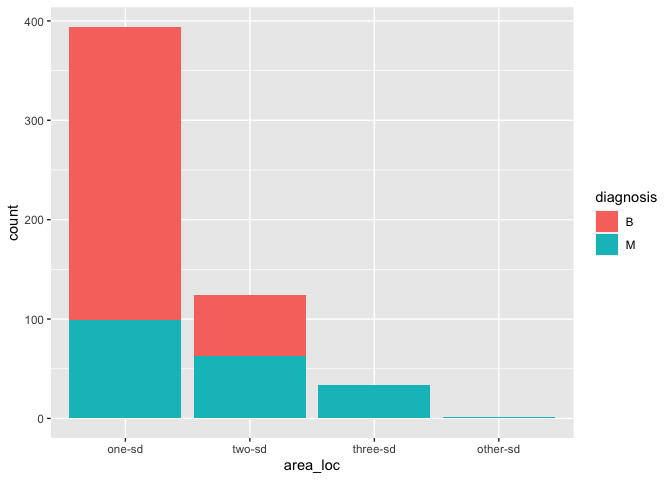 400
300
200
100
0
count
one-sd two-sd three-sd other-sd
area_loc
diagnosis
B
M